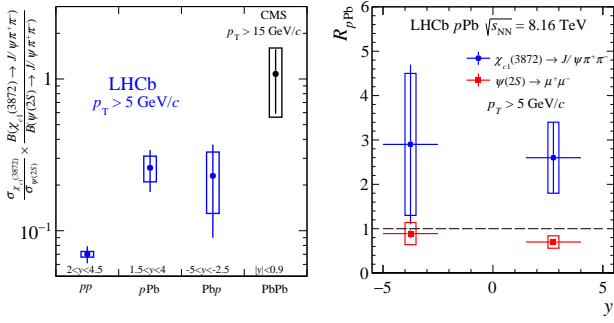 σ_χc1(3872) / σ_ψ(2S) × B(χc1(3872) → J/ψπ⁺π⁻) / B(ψ(2S) → J/ψπ⁺π⁻)
CMS
p_T > 15 GeV/c
LHCb
p_T > 5 GeV/c
1
10⁻¹
2<y<4.5
1.5<y<4
-5<y<-2.5
|y|<0.9
pp
pPb
Pbp
PbPb
R_pPb
LHCb pPb √s_NN = 8.16 TeV
χc1(3872) → J/ψπ⁺π⁻
ψ(2S) → μ⁺μ⁻
p_T > 5 GeV/c
6
5
4
3
2
1
0
−5
0
5
y